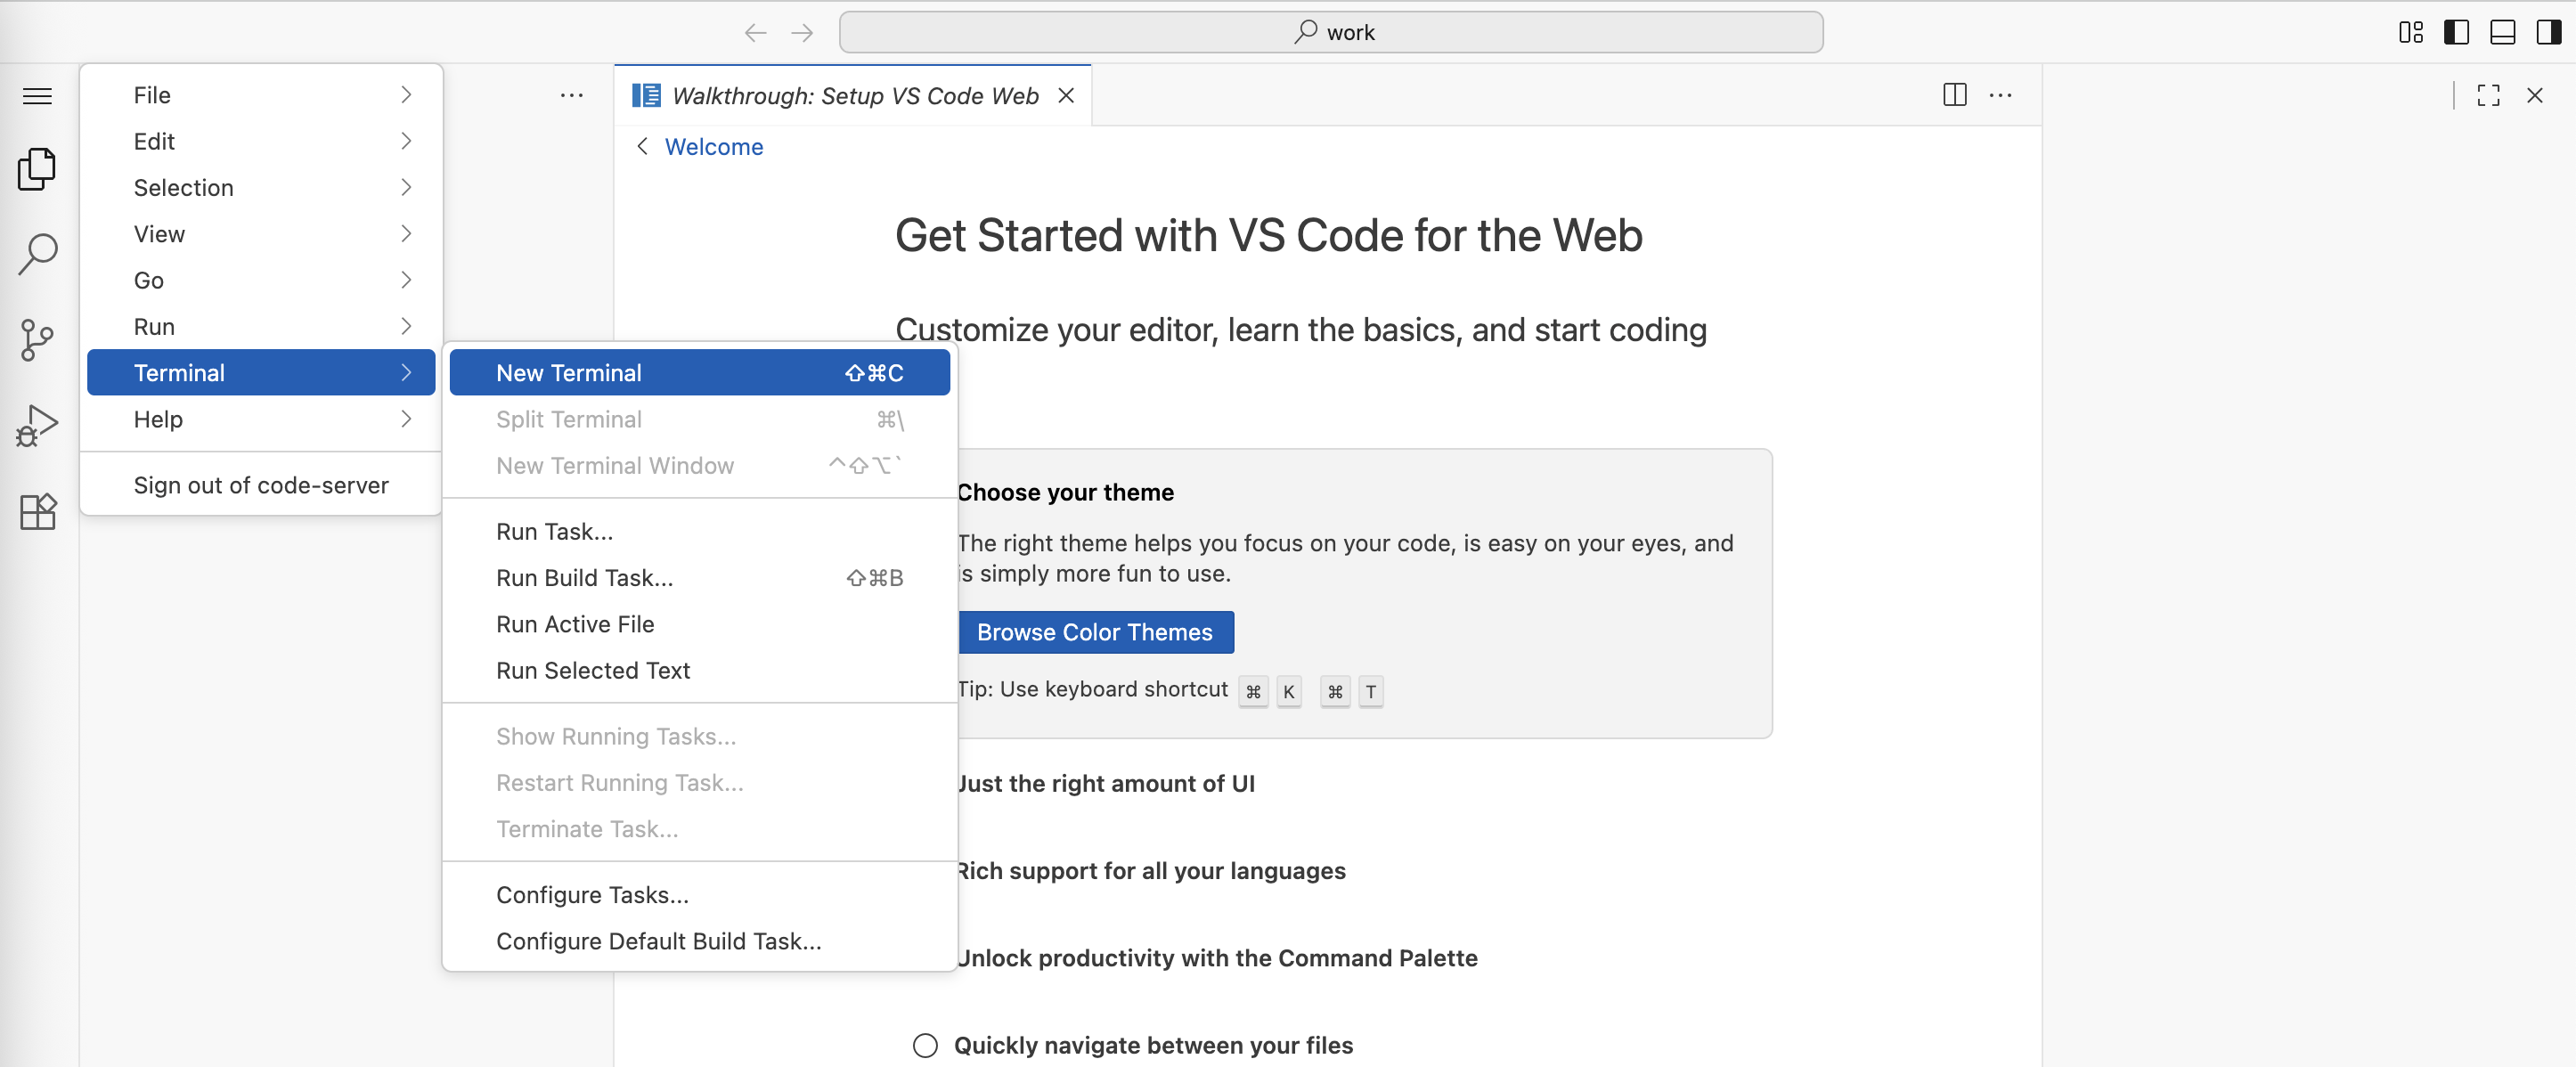 work
File
Edit
Selection
View
Go
Run
Terminal
Help
Sign out of code-server
New Terminal ⇧⌘C
Split Terminal ⌘\
New Terminal Window ^⇧⌥`
Run Task...
Run Build Task... ⇧⌘B
Run Active File
Run Selected Text
Show Running Tasks...
Restart Running Task...
Terminate Task...
Configure Tasks...
Configure Default Build Task...
Walkthrough: Setup VS Code Web
Welcome
Get Started with VS Code for the Web
Customize your editor, learn the basics, and start coding
Choose your theme
The right theme helps you focus on your code, is easy on your eyes, and
is simply more fun to use.
Browse Color Themes
Tip: Use keyboard shortcut ⌘ K ⌘ T
Just the right amount of UI
Rich support for all your languages
Unlock productivity with the Command Palette
Quickly navigate between your files